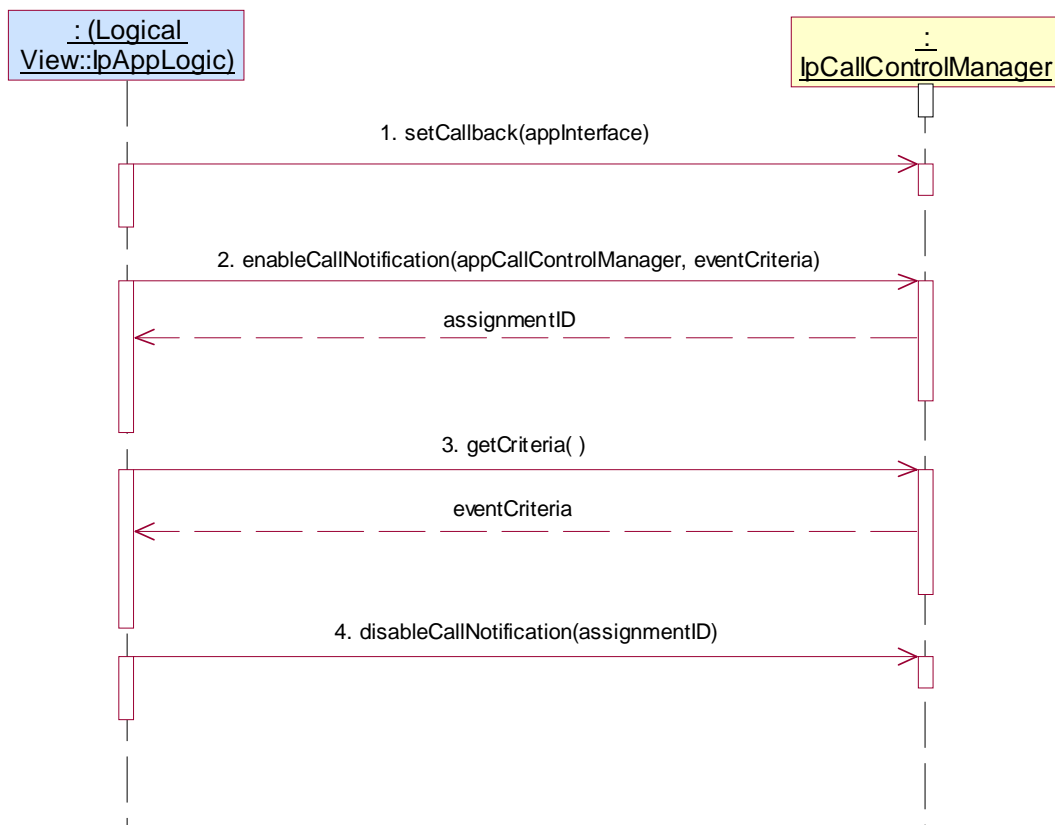 : (Logical
View::IpAppLogic)
:
IpCallControlManager
1. setCallback(appInterface)
2. enableCallNotification(appCallControlManager, eventCriteria)
assignmentID
3. getCriteria( )
eventCriteria
4. disableCallNotification(assignmentID)